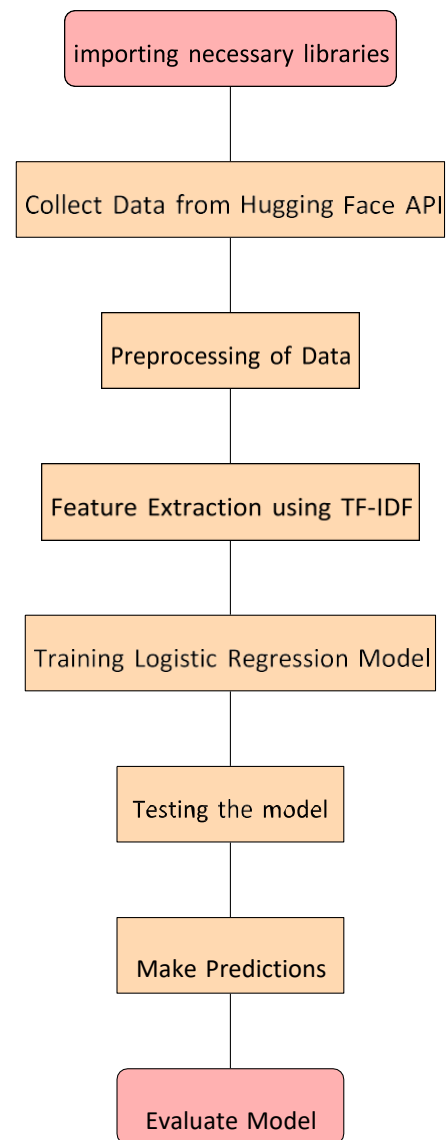 importing necessary libraries
Collect Data from Hugging Face API
Preprocessing of Data
Feature Extraction using TF-IDF
Training Logistic Regression Model
Testing the model
Make Predictions
Evaluate Model